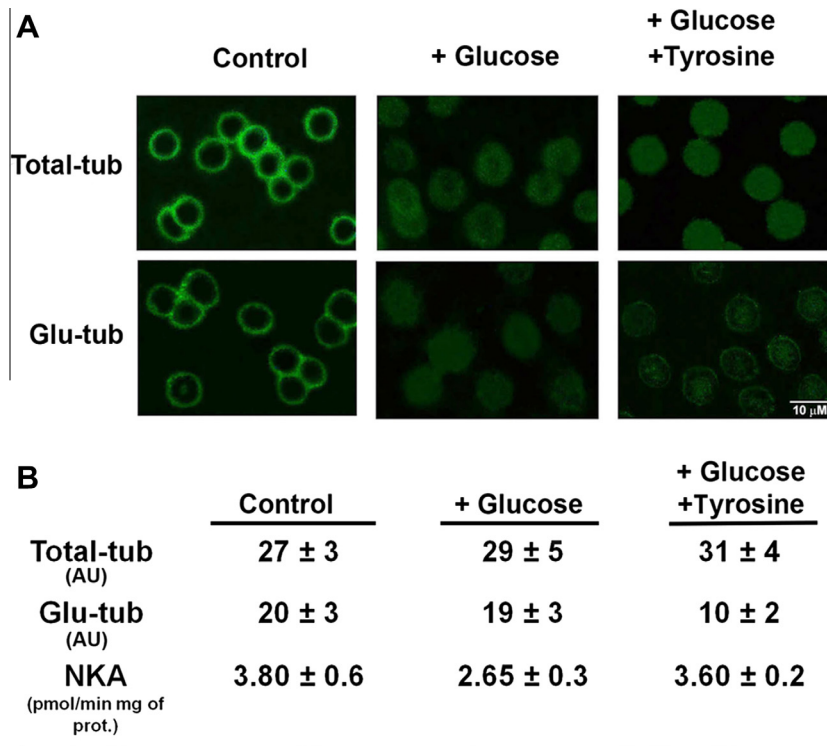 A
Control
+ Glucose
+ Glucose
+Tyrosine
Total-tub
Glu-tub
10 μM
B
Control
+ Glucose
+ Glucose
+Tyrosine
Total-tub
(AU)
27 ± 3
29 ± 5
31 ± 4
Glu-tub
(AU)
20 ± 3
19 ± 3
10 ± 2
NKA
(pmol/min mg of
prot.)
3.80 ± 0.6
2.65 ± 0.3
3.60 ± 0.2